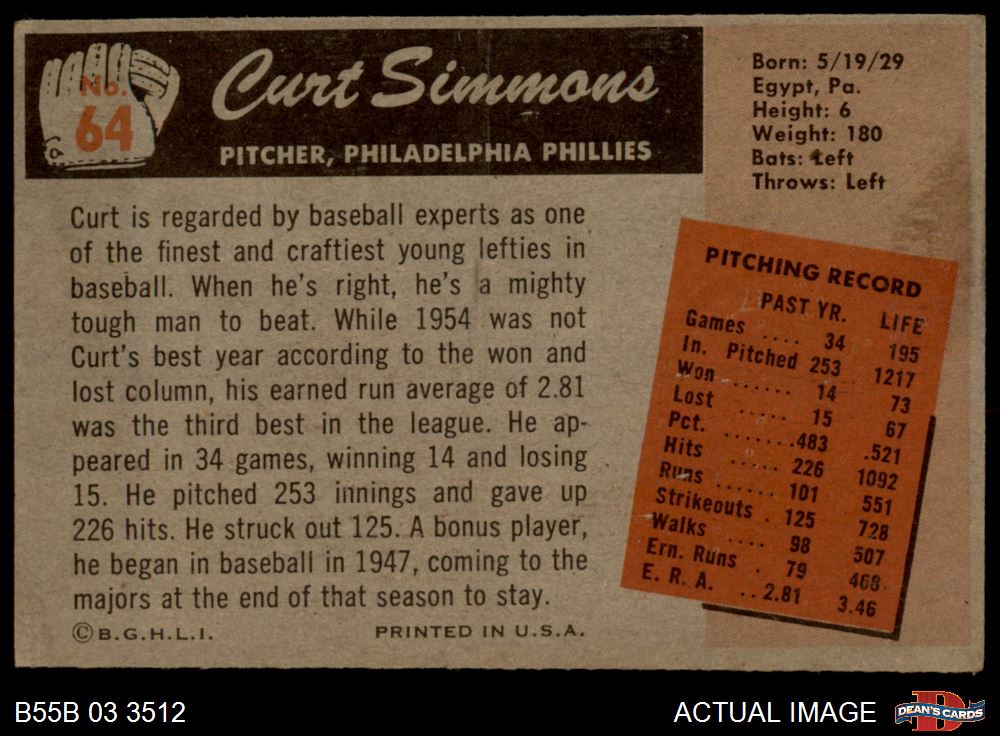 No.
64
Curt Simmons
PITCHER, PHILADELPHIA PHILLIES
Born: 5/19/29
Egypt, Pa.
Height: 6
Weight: 180
Bats: Left
Throws: Left
Curt is regarded by baseball experts as one
of the finest and craftiest young lefties in
baseball. When he's right, he's a mighty
tough man to beat. While 1954 was not
Curt's best year according to the won and
lost column, his earned run average of 2.81
was the third best in the league. He ap-
peared in 34 games, winning 14 and losing
15. He pitched 253 innings and gave up
226 hits. He struck out 125. A bonus player,
he began in baseball in 1947, coming to the
majors at the end of that season to stay.
©B.G.H.L.I. PRINTED IN U.S.A.
PITCHING RECORD
PAST YR. LIFE
Games .... 34 195
In. Pitched 253 1217
Won ...... 14 73
Lost ..... 15 67
Pct. ........483 .521
Hits ..... 226 1092
Runs ...... 101 551
Strikeouts . 125 728
Walks .... 98 507
Ern. Runs . 79 468
E. R. A. .. 2.81 3.46
B55B 03 3512
ACTUAL IMAGE
DEAN'S CARDS